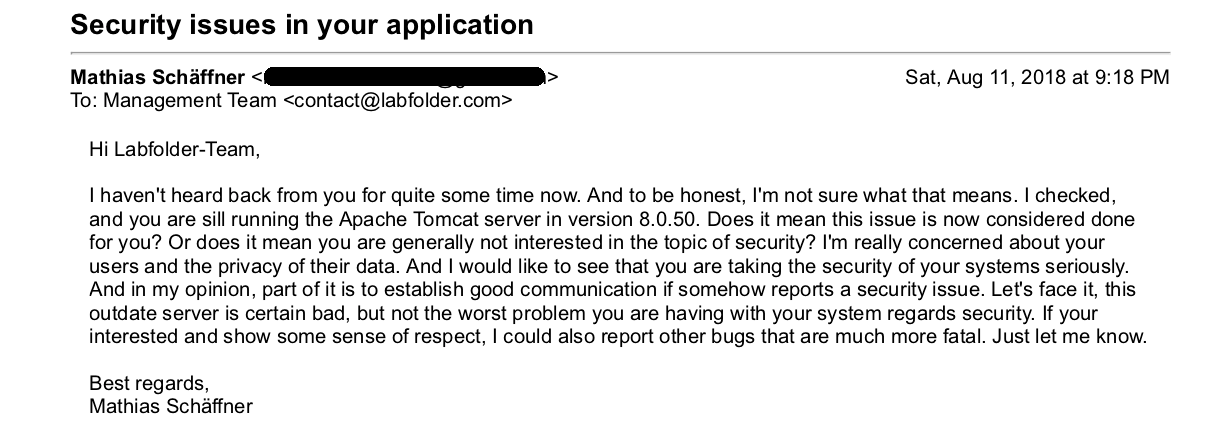 Security issues in your application
Mathias Schäffner < > Sat, Aug 11, 2018 at 9:18 PM
To: Management Team <contact@labfolder.com>
Hi Labfolder-Team,
I haven't heard back from you for quite some time now. And to be honest, I'm not sure what that means. I checked,
and you are sill running the Apache Tomcat server in version 8.0.50. Does it mean this issue is now considered done
for you? Or does it mean you are generally not interested in the topic of security? I'm really concerned about your
users and the privacy of their data. And I would like to see that you are taking the security of your systems seriously.
And in my opinion, part of it is to establish good communication if somehow reports a security issue. Let's face it, this
outdate server is certain bad, but not the worst problem you are having with your system regards security. If your
interested and show some sense of respect, I could also report other bugs that are much more fatal. Just let me know.
Best regards,
Mathias Schäffner